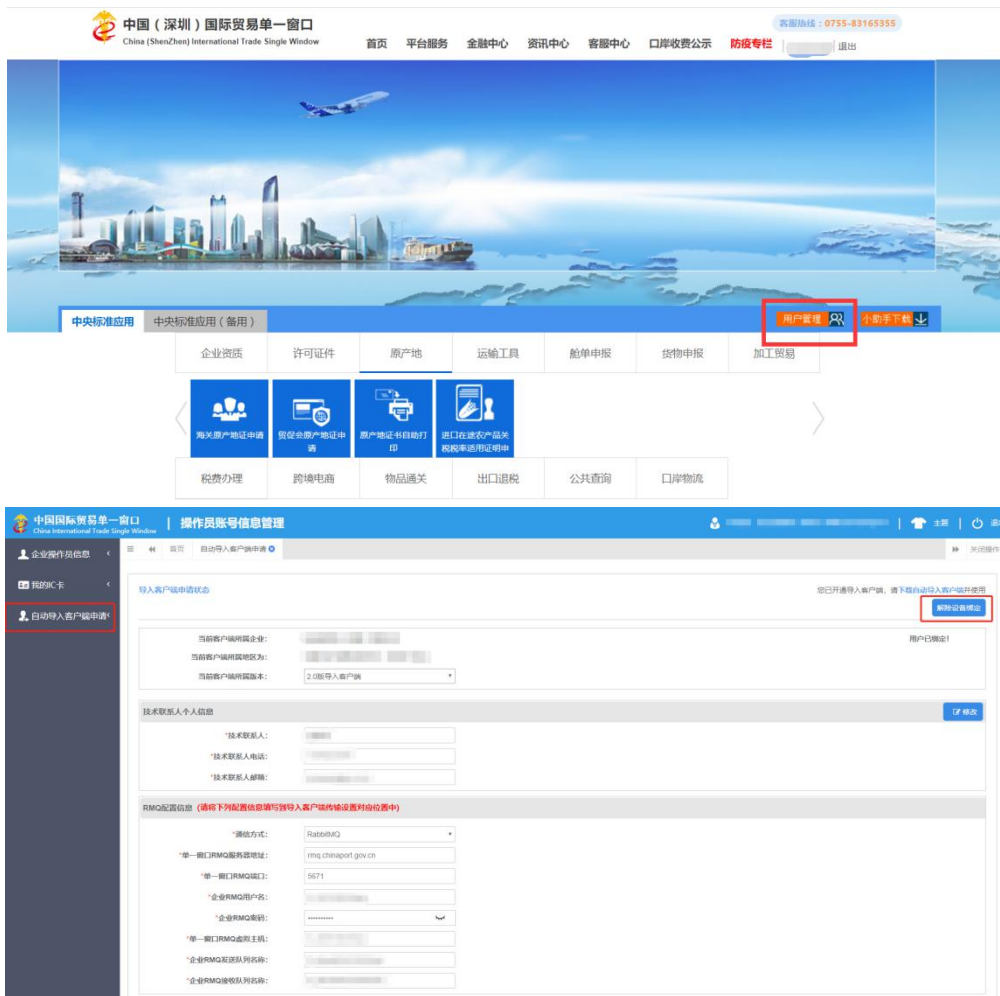 中国（深圳）国际贸易单一窗口
China (ShenZhen) International Trade Single Window
客服热线：0755-83165355
首页 平台服务 金融中心 资讯中心 客服中心 口岸收费公示 防疫专栏 退出
中央标准应用 中央标准应用（备用） 用户管理 小助手下载
企业资质 许可证件 原产地 运输工具 舱单申报 货物申报 加工贸易
海关原产地证申请 贸促会原产地证申请 原产地证书自助打印 进口在途农产品关税税率适用证明申
税费办理 跨境电商 物品通关 出口退税 公共查询 口岸物流
中国国际贸易单一窗口 操作员账号信息管理 主题
China International Trade Single Window
企业操作员信息 首页 自动导入客户端申请 关闭操作
我的IC卡
自动导入客户端申请
导入客户端申请状态 您已开通导入客户端，请下载自动导入客户端并使用
解除设备绑定
当前客户端所属企业： 用户已绑定!
当前客户端所属地区为：
当前客户端所属版本： 2.0版导入客户端
技术联系人个人信息 修改
*技术联系人：
*技术联系人电话：
*技术联系人邮箱：
RMQ配置信息 (请将下列配置信息填写到导入客户端传输设置对应位置中)
*通信方式： RabbitMQ
*单一窗口RMQ服务器地址： rmq.chinaport.gov.cn
*单一窗口RMQ端口： 5671
*企业RMQ用户名：
*企业RMQ密码： ··········
*单一窗口RMQ虚拟主机：
*企业RMQ发送队列名称：
*企业RMQ接收队列名称：